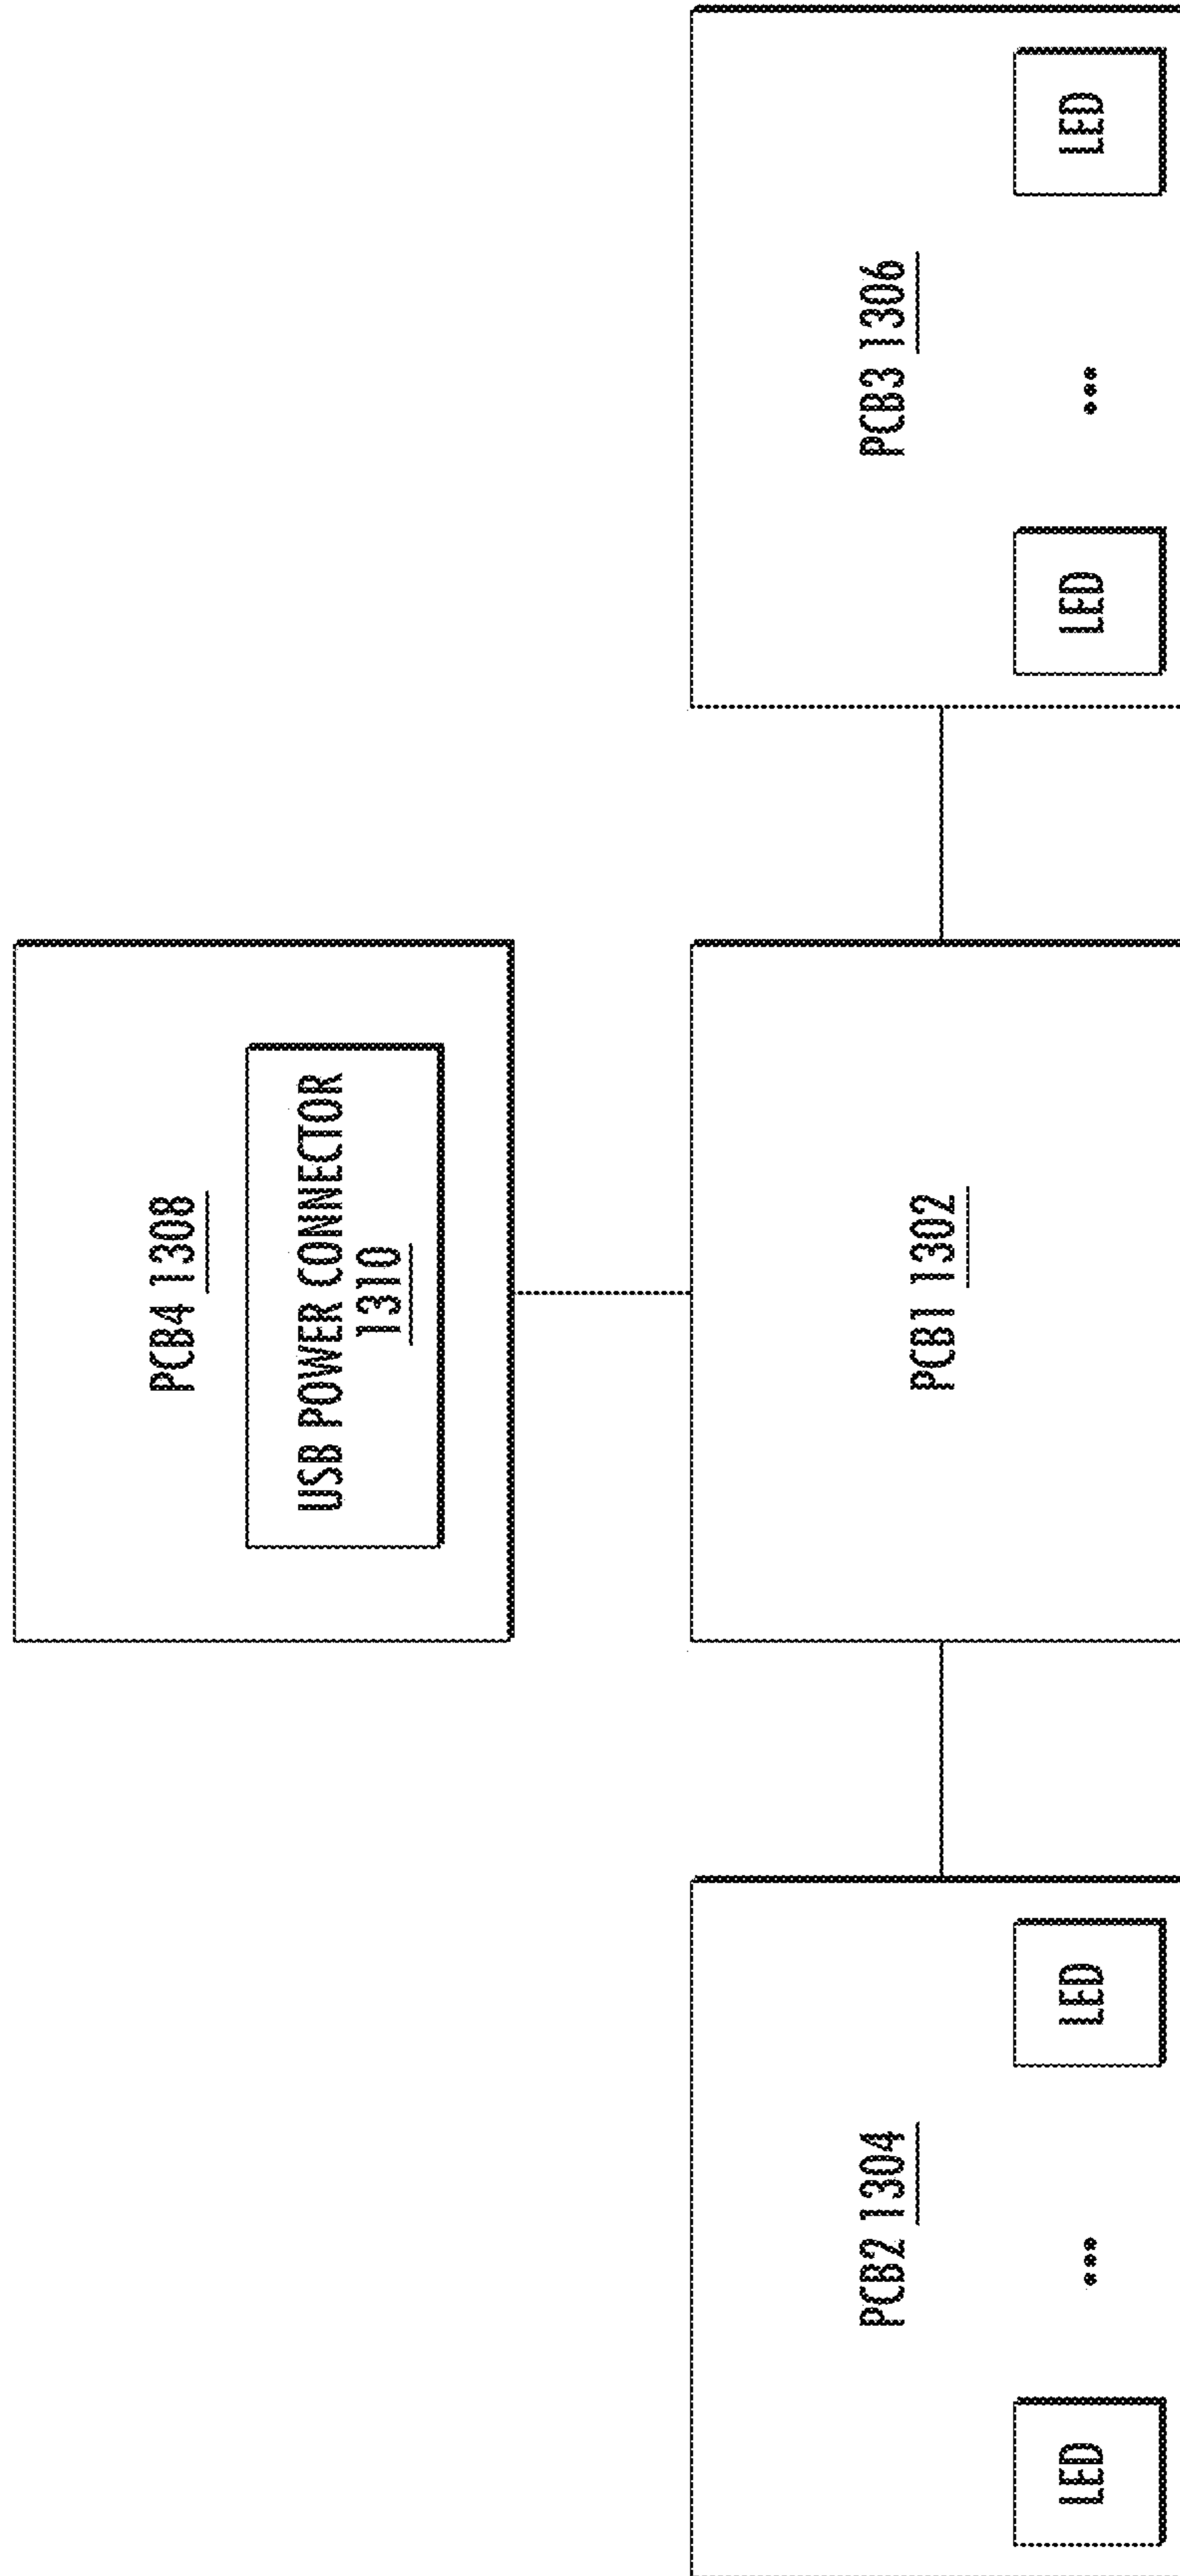 PCB4 1308
USB POWER CONNECTOR
1310
PCB2 1304
LED
•••
LED
PCB1 1302
PCB3 1306
LED
•••
LED